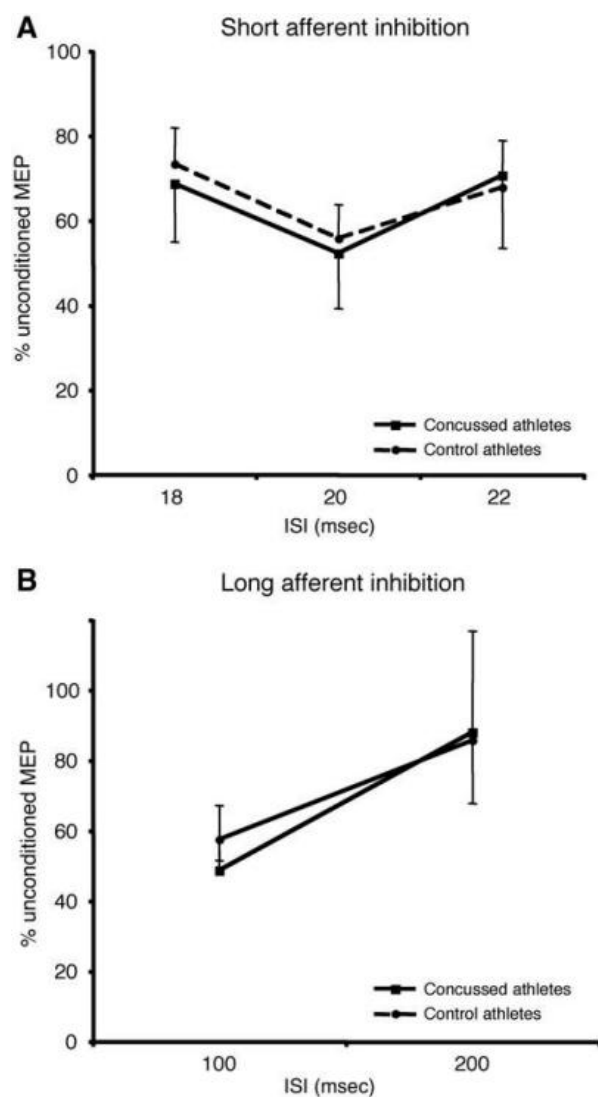 A
Short afferent inhibition
100
80
60
40
20
0
% unconditioned MEP
Concussed athletes
Control athletes
18 20 22
ISI (msec)
B
Long afferent inhibition
100
80
60
40
20
0
% unconditioned MEP
Concussed athletes
Control athletes
100 200
ISI (msec)